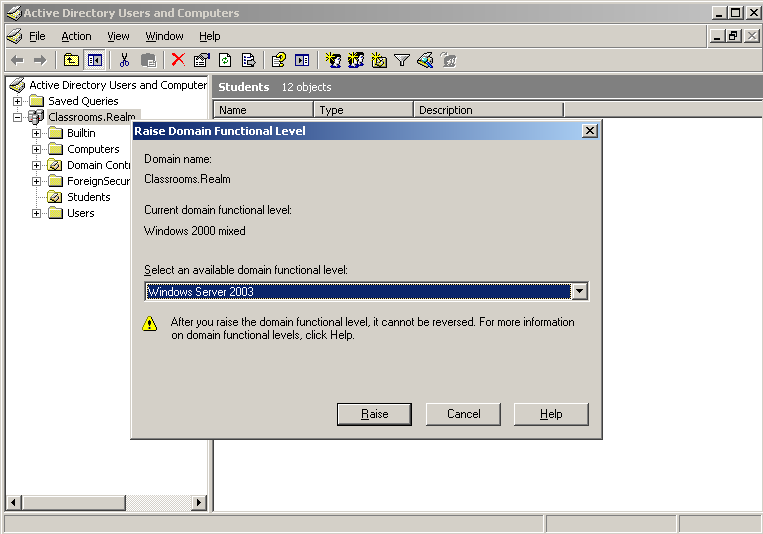 Active Directory Users and Computers
File Action View Window Help
Active Directory Users and Computer
Saved Queries
Classrooms.Realm
Builtin
Computers
Domain Contr
ForeignSecur
Students
Users
Students 12 objects
Name Type Description
Raise Domain Functional Level
Domain name:
Classrooms.Realm
Current domain functional level:
Windows 2000 mixed
Select an available domain functional level:
Windows Server 2003
After you raise the domain functional level, it cannot be reversed. For more information
on domain functional levels, click Help.
Raise Cancel Help